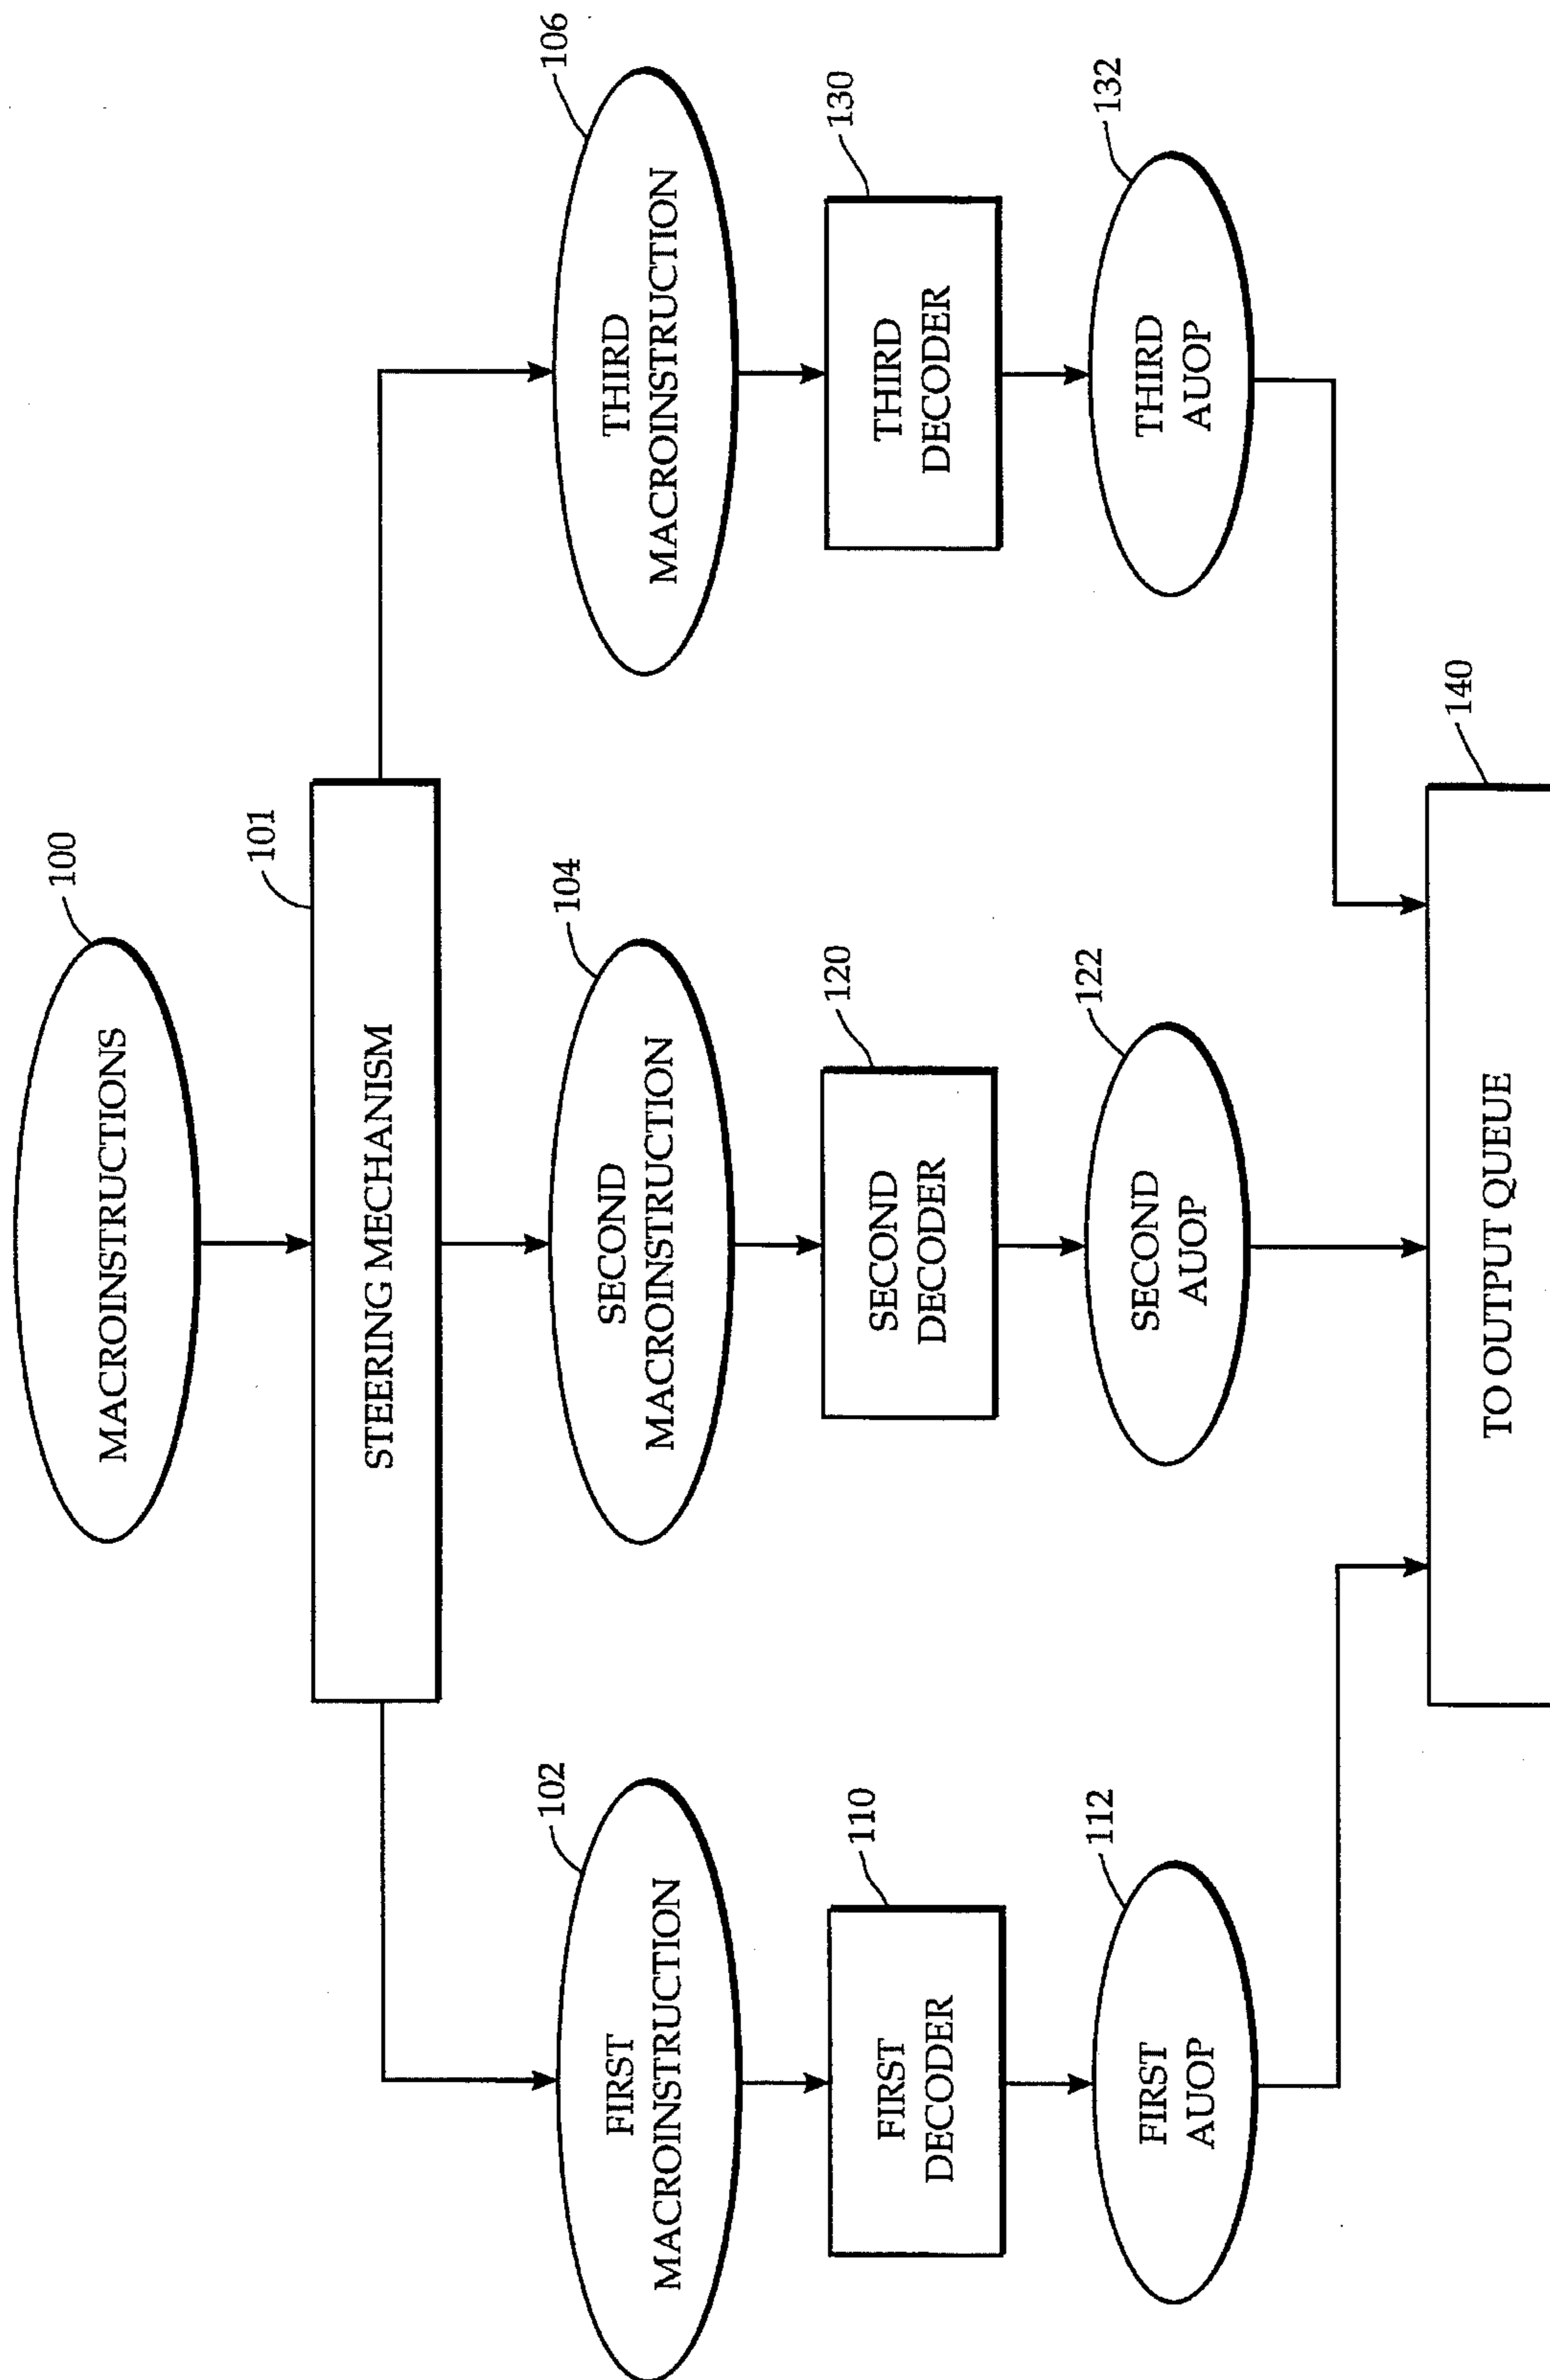 100
MACROINSTRUCTIONS
101
STEERING MECHANISM
102
FIRST
MACROINSTRUCTION
104
SECOND
MACROINSTRUCTION
106
THIRD
MACROINSTRUCTION
110
FIRST
DECODER
120
SECOND
DECODER
130
THIRD
DECODER
112
FIRST
AUOP
122
SECOND
AUOP
132
THIRD
AUOP
140
TO OUTPUT QUEUE